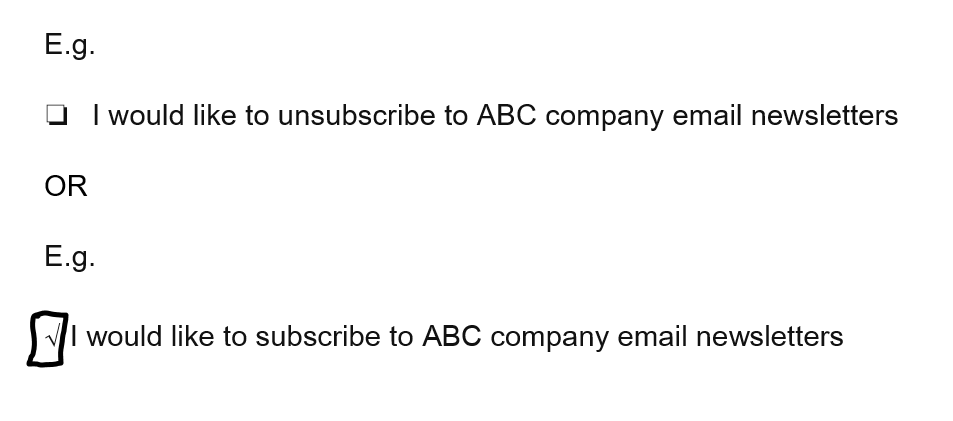 E.g.
❏ I would like to unsubscribe to ABC company email newsletters
OR
E.g.
√ I would like to subscribe to ABC company email newsletters